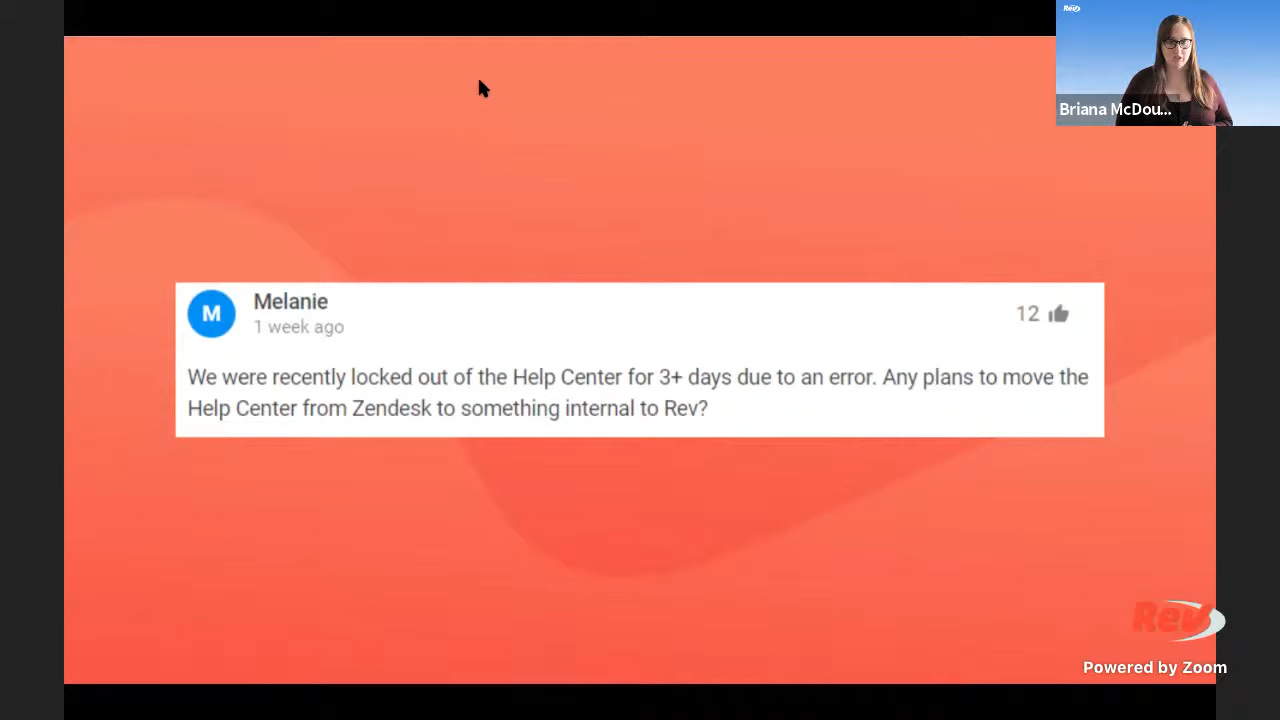 Rev
Briana McDou...
M
Melanie
1 week ago
12
We were recently locked out of the Help Center for 3+ days due to an error. Any plans to move the
Help Center from Zendesk to something internal to Rev?
Rev
Powered by Zoom